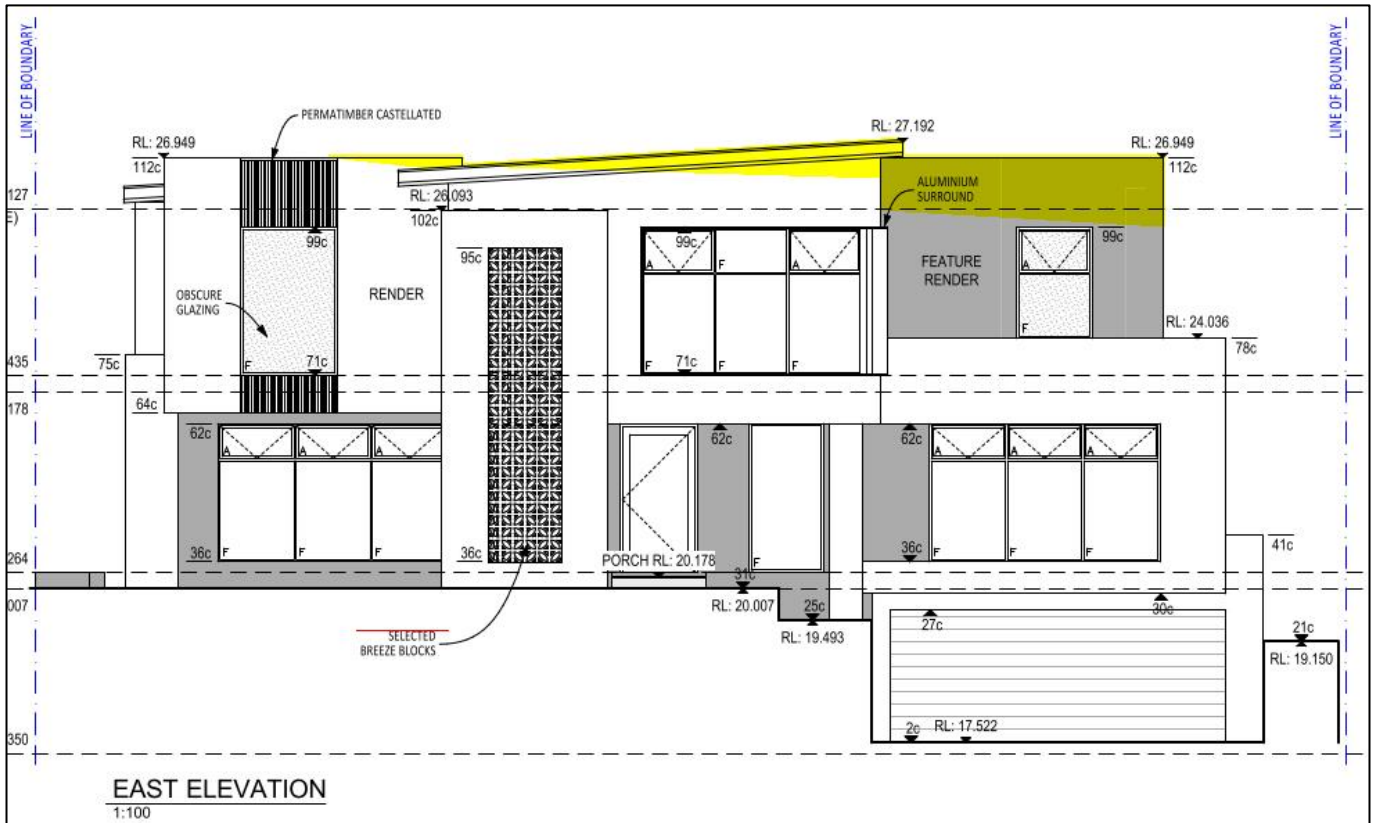 LINE OF BOUNDARY
LINE OF BOUNDARY
PERMATIMBER CASTELLATED
RL: 26.949
112c
RL: 27.192
RL: 26.949
112c
127
E)
RL: 26.093
102c
ALUMINIUM
SURROUND
99c
99c
99c
95c
A
F
A
A
FEATURE
RENDER
OBSCURE
GLAZING
RENDER
RL: 24.036
78c
435
75c
F
71c
F
71c
F
F
F
178
64c
62c
62c
62c
A
A
A
A
A
A
36c
F
F
F
36c
F
36c
F
F
F
41c
264
PORCH RL: 20.178
31c
007
RL: 20.007
25c
30c
27c
RL: 19.493
21c
SELECTED
BREEZE BLOCKS
RL: 19.150
2c
RL: 17.522
350
EAST ELEVATION
1:100